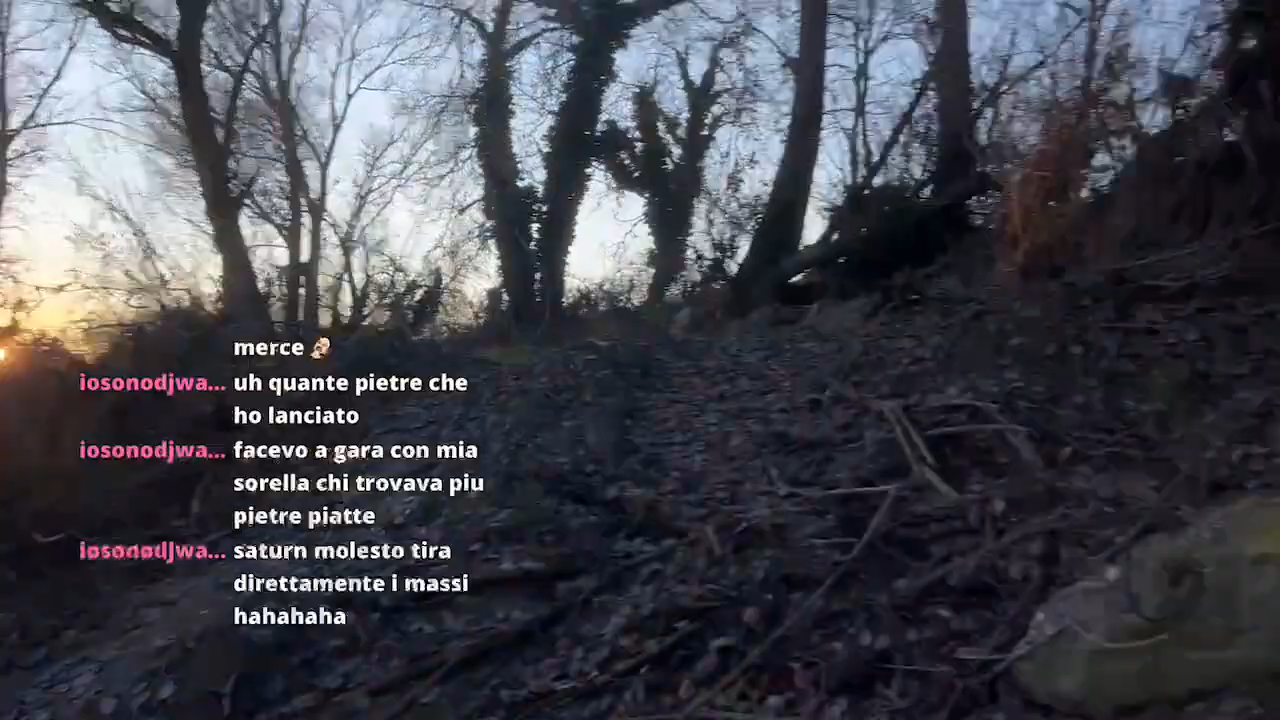 merce
iosonodjwa... uh quante pietre che
ho lanciato
iosonodjwa... facevo a gara con mia
sorella chi trovava piu
pietre piatte
iosonodjwa... saturn molesto tira
direttamente i massi
hahahaha